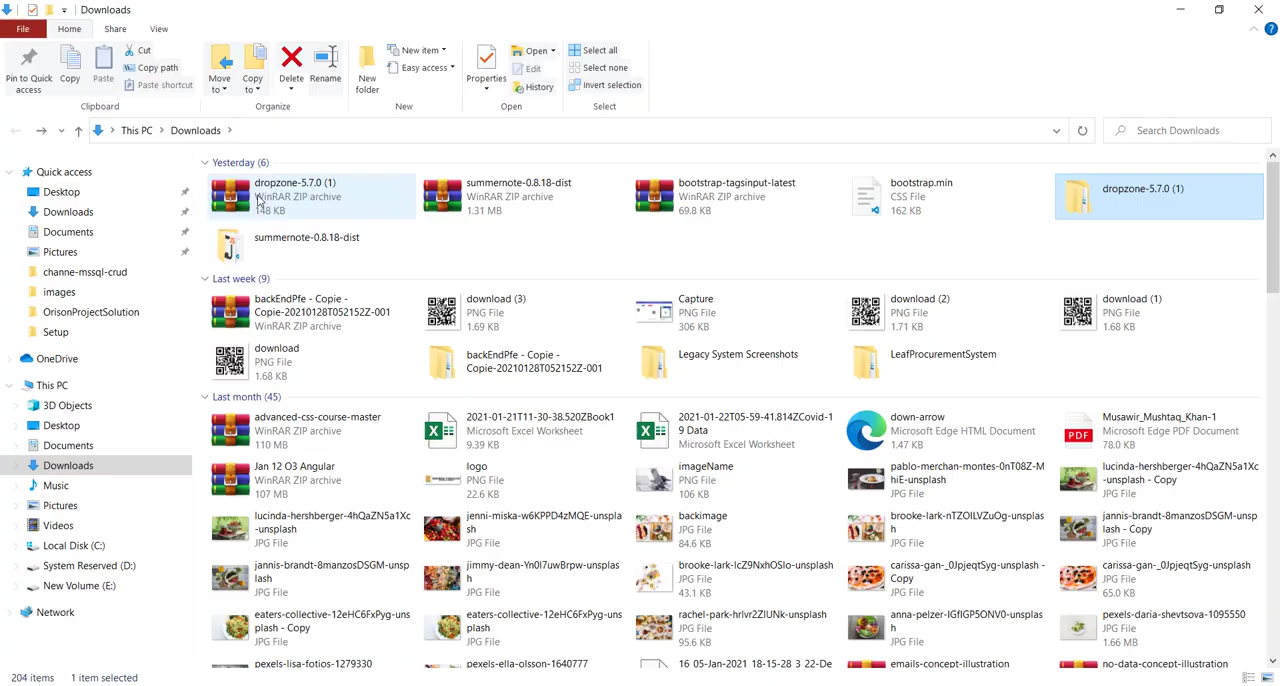 Downloads
File
Home
Share
View
Pin to Quick access
Copy
Paste
Cut
Copy path
Paste shortcut
Clipboard
Move to
Copy to
Delete
Rename
Organize
New folder
New item
Easy access
New
Properties
Open
Edit
History
Open
Select all
Select none
Invert selection
Select
This PC
Downloads
Search Downloads
Quick access
Desktop
Downloads
Documents
Pictures
channe-mssql-crud
images
OrisonProjectSolution
Setup
OneDrive
This PC
3D Objects
Desktop
Documents
Downloads
Music
Pictures
Videos
Local Disk (C:)
System Reserved (D:)
New Volume (E:)
Network
Yesterday (6)
dropzone-5.7.0 (1)
WinRAR ZIP archive
148 KB
summernote-0.8.18-dist
WinRAR ZIP archive
1.31 MB
bootstrap-tagsinput-latest
WinRAR ZIP archive
69.8 KB
bootstrap.min
CSS File
162 KB
dropzone-5.7.0 (1)
summernote-0.8.18-dist
Last week (9)
backEndPfe - Copie -
Copie-20210128T052152Z-001
WinRAR ZIP archive
download (3)
PNG File
1.69 KB
Capture
PNG File
306 KB
download (2)
PNG File
1.71 KB
download (1)
PNG File
1.68 KB
download
PNG File
1.68 KB
backEndPfe - Copie -
Copie-20210128T052152Z-001
Legacy System Screenshots
LeafProcurementSystem
Last month (45)
advanced-css-course-master
WinRAR ZIP archive
110 MB
2021-01-21T11-30-38.520ZBook1
Microsoft Excel Worksheet
9.39 KB
2021-01-22T05-59-41.814ZCovid-1
9 Data
Microsoft Excel Worksheet
down-arrow
Microsoft Edge HTML Document
1.47 KB
Musawir_Mushtaq_Khan-1
Microsoft Edge PDF Document
78.0 KB
Jan 12 O3 Angular
WinRAR ZIP archive
107 MB
logo
PNG File
22.6 KB
imageName
PNG File
106 KB
pablo-merchan-montes-0nT08Z-M
hiE-unsplash
JPG File
lucinda-hershberger-4hQaZN5a1Xc
-unsplash - Copy
JPG File
lucinda-hershberger-4hQaZN5a1Xc
-unsplash
JPG File
jenni-miska-w6KPPD4zMQE-unspla
sh
JPG File
backimage
JPG File
84.6 KB
brooke-lark-nTZOILVZuOg-unsplas
h
JPG File
jannis-brandt-8manzosDSGM-unsp
lash - Copy
JPG File
jannis-brandt-8manzosDSGM-unsp
lash
JPG File
jimmy-dean-Yn0l7uwBrpw-unsplas
h
JPG File
brooke-lark-lcZ9NxhOSlo-unsplash
JPG File
43.1 KB
carissa-gan-_0JpjeqtSyg-unsplash -
Copy
JPG File
carissa-gan-_0JpjeqtSyg-unsplash
JPG File
65.0 KB
eaters-collective-12eHC6FxPyg-uns
plash - Copy
JPG File
eaters-collective-12eHC6FxPyg-uns
plash
JPG File
rachel-park-hrlvr2ZlUNk-unsplash
JPG File
95.6 KB
anna-pelzer-IGfIGP5ONV0-unsplas
h
JPG File
pexels-daria-shevtsova-1095550
JPG File
1.66 MB
pexels-lisa-fotios-1279330
pexels-ella-olsson-1640777
16 05-Jan-2021 18-15-28 3 22-De
emails-concept-illustration
no-data-concept-illustration
204 items
1 item selected